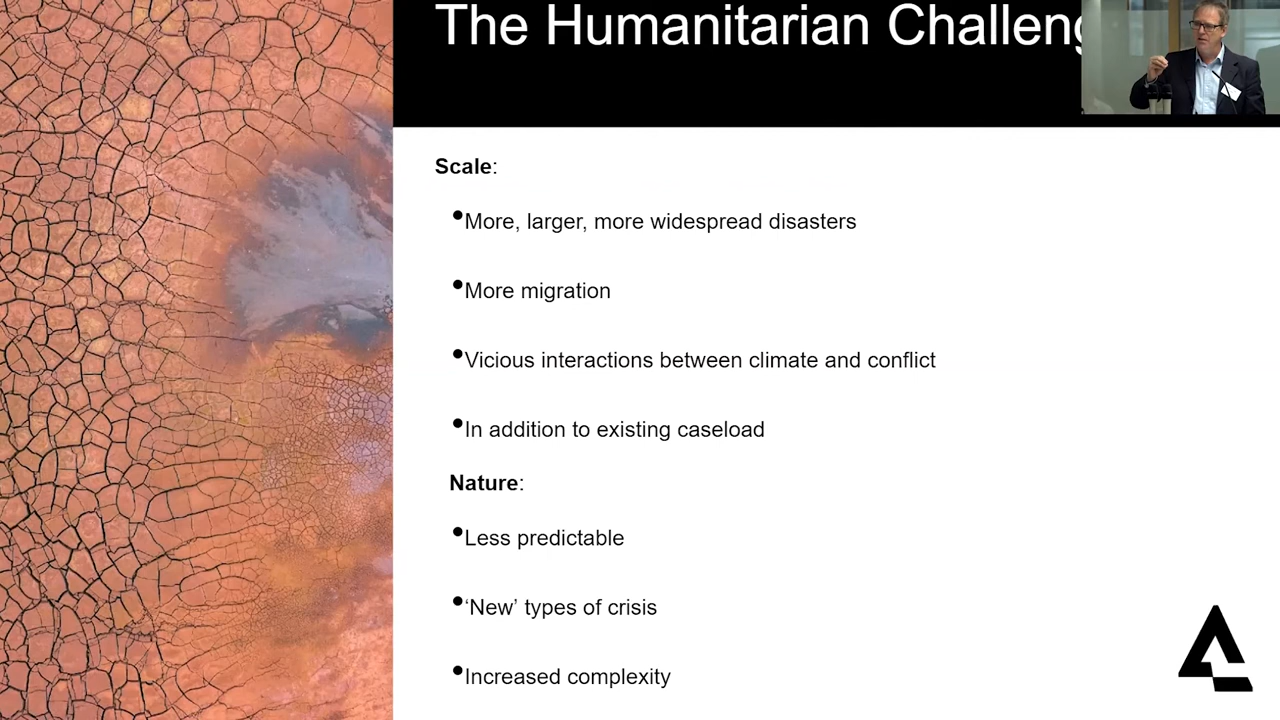 The Humanitarian Challeng
Scale:
•More, larger, more widespread disasters
•More migration
•Vicious interactions between climate and conflict
•In addition to existing caseload
Nature:
•Less predictable
•‘New’ types of crisis
•Increased complexity